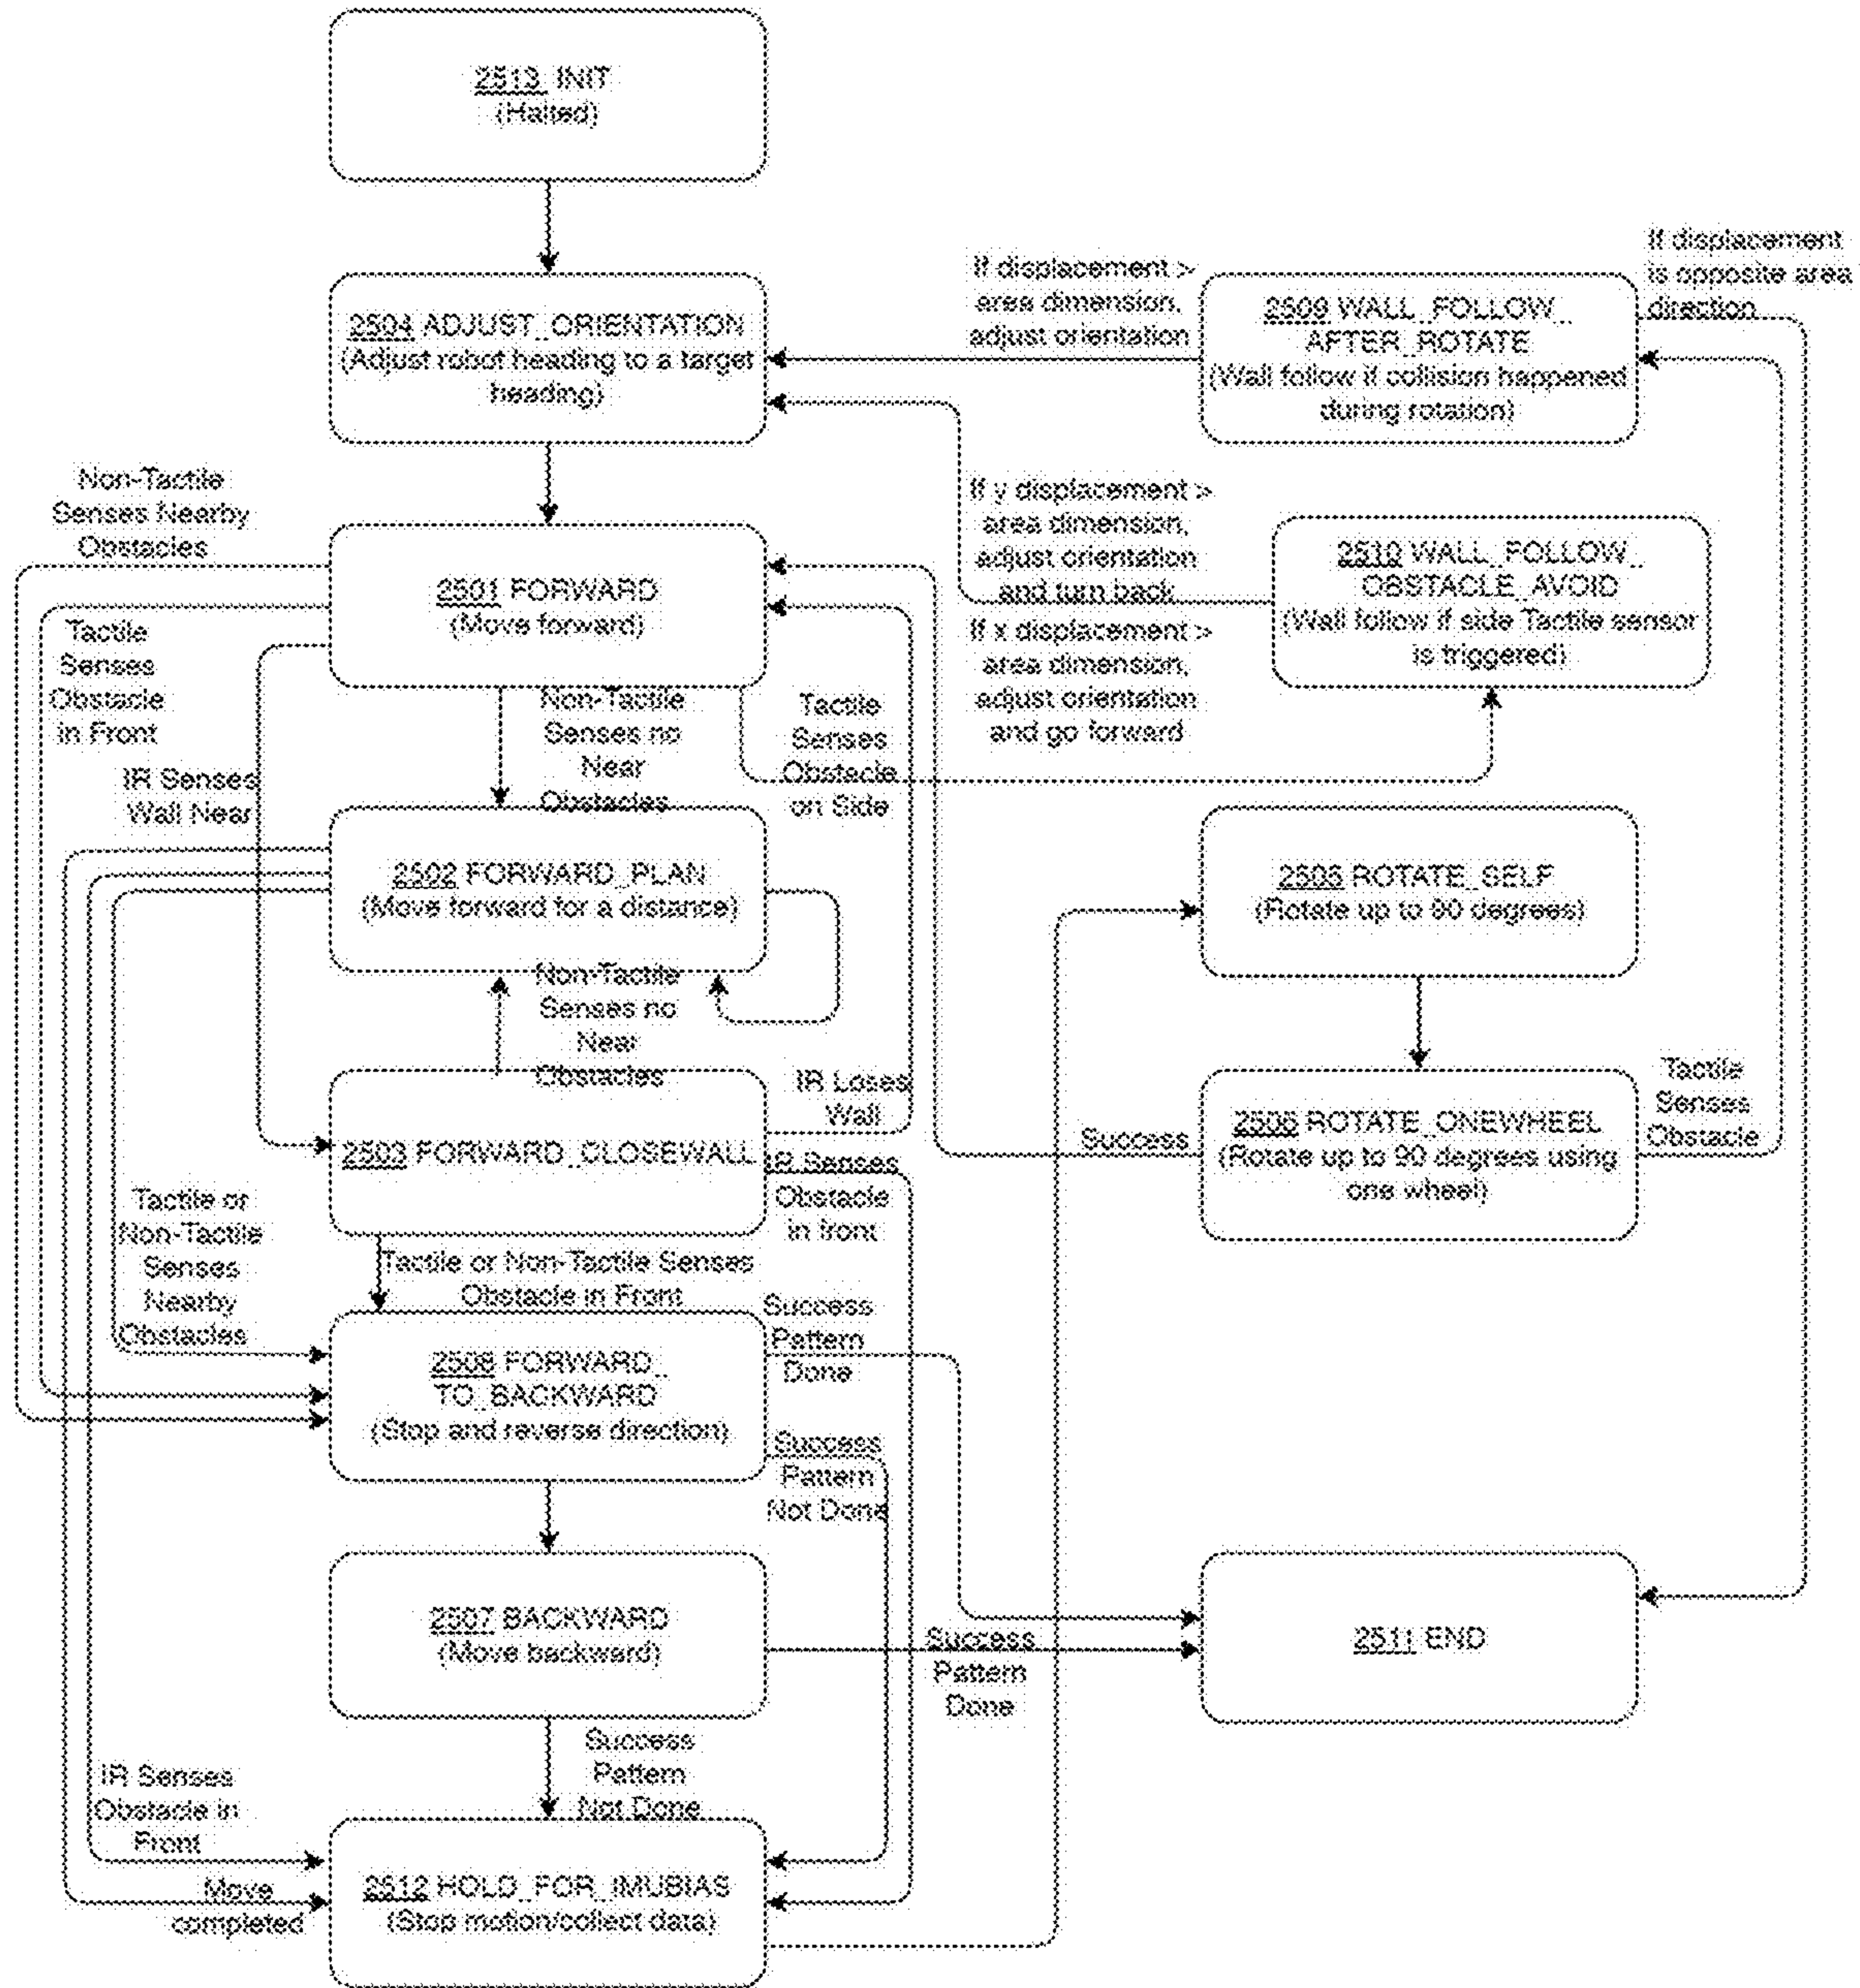 2513 INIT
(Halted)
2504 ADJUST_ORIENTATION
(Adjust robot heading to a target
heading)
If displacement >
area dimension,
adjust orientation
2509 WALL_FOLLOW_
AFTER_ROTATE
(Wall follow if collision happened
during rotation)
If displacement
is opposite area
direction
Non-Tactile
Senses Nearby
Obstacles
2501 FORWARD
(Move forward)
If y displacement >
area dimension,
adjust orientation
and turn back
If x displacement >
area dimension,
adjust orientation
and go forward
2510 WALL_FOLLOW_
OBSTACLE_AVOID
(Wall follow if side Tactile sensor
is triggered)
Tactile
Senses
Obstacle
in Front
Non-Tactile
Senses no
Near
Obstacles
Tactile
Senses
Obstacle
on Side
IR Senses
Wall Near
2502 FORWARD_PLAN
(Move forward for a distance)
2505 ROTATE_SELF
(Rotate up to 90 degrees)
Non-Tactile
Senses no
Near
Obstacles
IR Loses
Wall
2503 FORWARD_CLOSEWALL
IR Senses
Obstacle
in front
Success
2506 ROTATE_ONEWHEEL
(Rotate up to 90 degrees using
one wheel)
Tactile
Senses
Obstacle
Tactile or
Non-Tactile
Senses
Nearby
Obstacles
Tactile or Non-Tactile Senses
Obstacle in Front
Success
Pattern
Done
2508 FORWARD_
TO_BACKWARD
(Stop and reverse direction)
Success
Pattern
Not Done
2507 BACKWARD
(Move backward)
Success
Pattern
Done
2511 END
Success
Pattern
Not Done
IR Senses
Obstacle in
Front
Move
completed
2512 HOLD_FOR_IMUBIAS
(Stop motion/collect data)